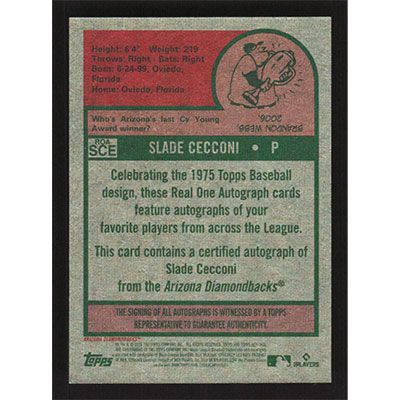 Height: 6'4" Weight: 219
Throws: Right Bats: Right
Born: 6-24-99, Oviedo,
Florida
Home: Oviedo, Florida
Who's Arizona's last Cy Young
Award winner?
BRANDON WEBB,
2006.
ROA-
SCE
SLADE CECCONI • P
Celebrating the 1975 Topps Baseball
design, these Real One Autograph cards
feature autographs of your
favorite players from across the League.
This card contains a certified autograph of
Slade Cecconi
from the Arizona Diamondbacks®
THE SIGNING OF ALL AUTOGRAPHS IS WITNESSED BY A TOPPS
REPRESENTATIVE TO GUARANTEE AUTHENTICITY.
ARIZONA DIAMONDBACKS™
Topps
PLAYERS